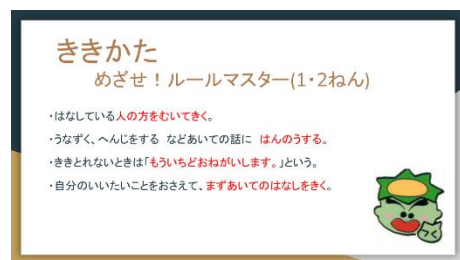 ききかた
めざせ！ルールマスター(1・2ねん)
・はなしている人の方をむいてきく。
・うなずく、へんじをする　などあいての話に　はんのうする。
・ききとれないときは「もういちどおねがいします。」という。
・自分のいいたいことをおさえて、まずあいてのはなしをきく。